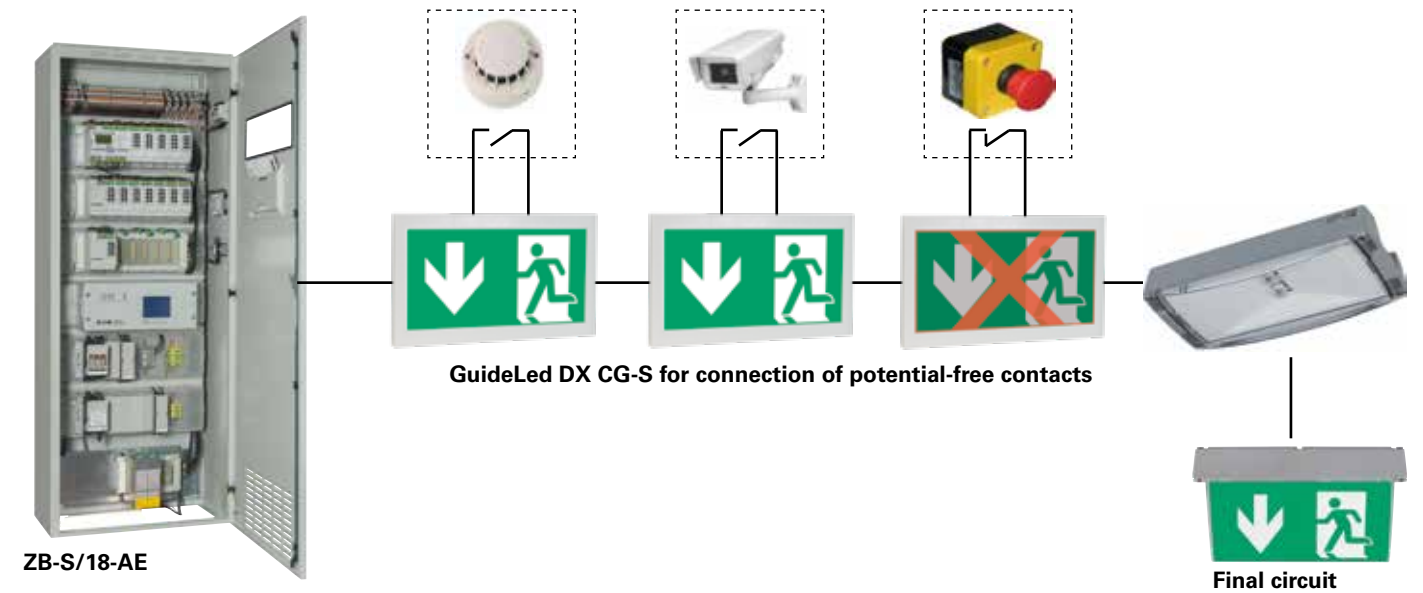 GuideLed DX CG-S for connection of potential-free contacts
ZB-S/18-AE
Final circuit